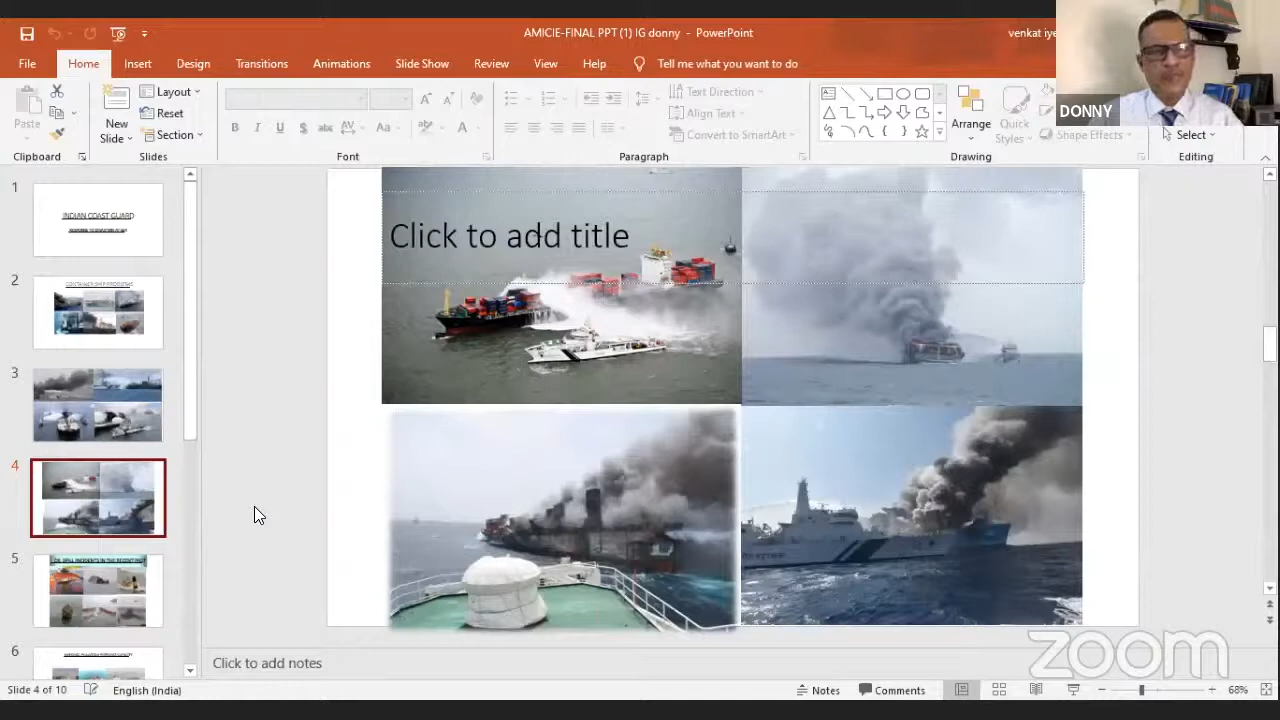 AMICIE-FINAL PPT (1) IG donny - PowerPoint
venkat iye
File Home Insert Design Transitions Animations Slide Show Review View Help Tell me what you want to do
Paste
Clipboard
New Slide
Layout
Reset
Section
Slides
B I U S abc AV Aa A
Font
Text Direction
Align Text
Convert to SmartArt
Paragraph
Arrange
Quick Styles
Shape Effects
Drawing
Select
Editing
DONNY
1
INDIAN COAST GUARD
2
3
4
5
6
Click to add title
Click to add notes
zoom
Slide 4 of 10
English (India)
Notes
Comments
68%